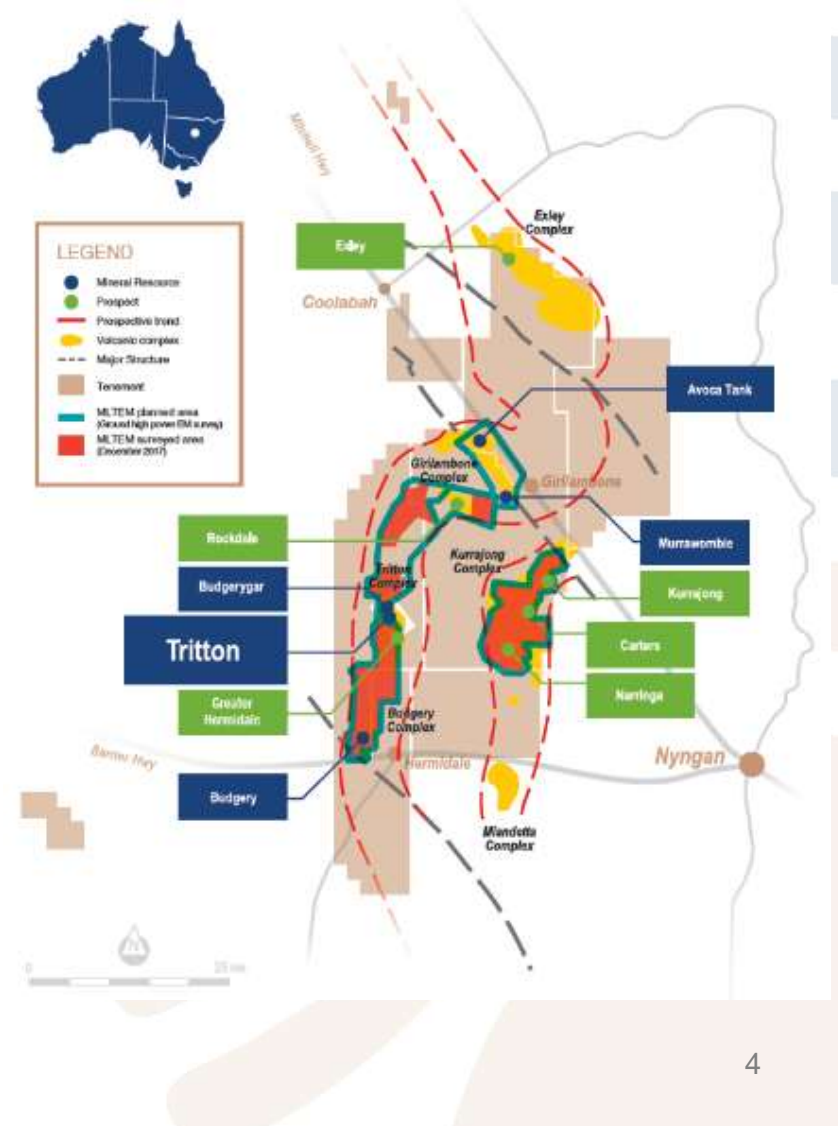 Mitchell Hwy
Exley
Complex
Exley
Coolabah
LEGEND
Mineral Resource
Prospect
Prospective trend
Volcanic complex
Major Structure
Tenement
MLTEM planned area
(Ground high power EM survey)
MLTEM surveyed area
(December 2017)
Avoca Tank
Girilambone
Complex
Girilambone
Rockdale
Murrawombie
Kurrajong
Complex
Tritton
Complex
Budgerygar
Kurrajong
Tritton
Carters
Narringa
Greater
Hermidale
Budgery
Complex
Barrier Hwy
Hermidale
Nyngan
Budgery
Miandetta
Complex
N
0
25 km
4